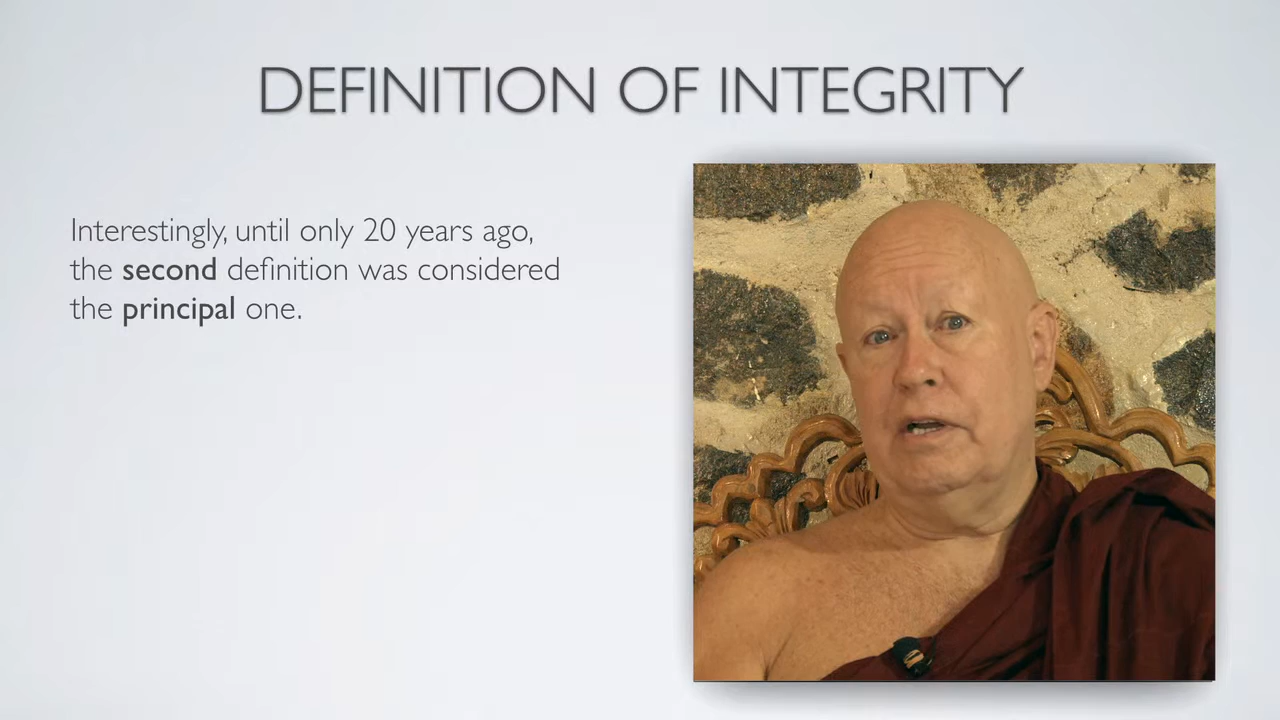 DEFINITION OF INTEGRITY
Interestingly, until only 20 years ago,
the second definition was considered
the principal one.